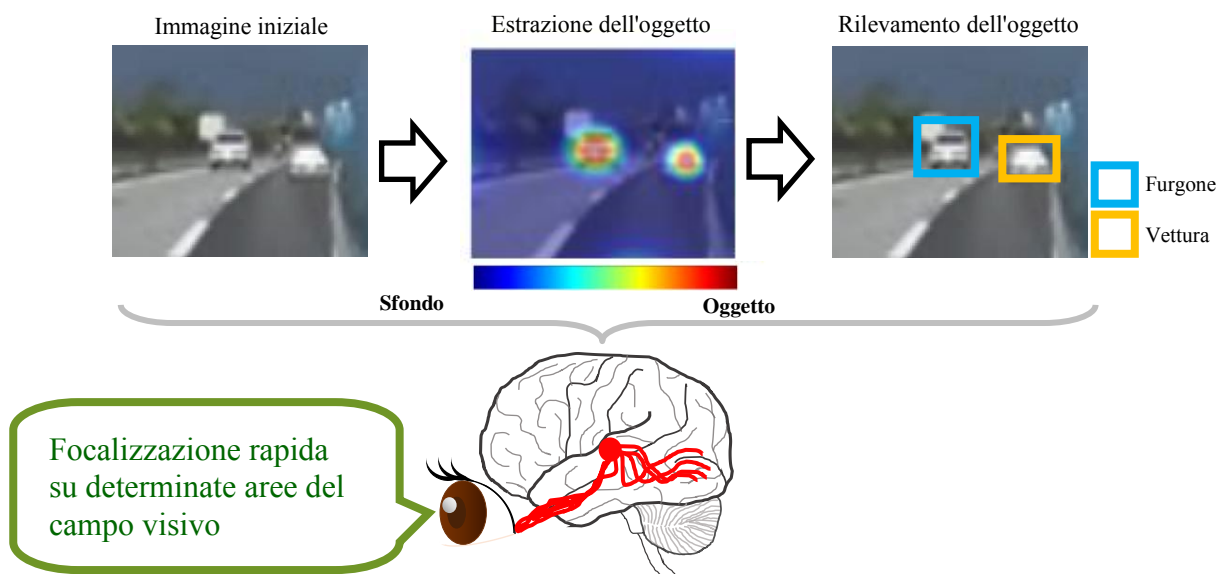 Immagine iniziale
Estrazione dell'oggetto
Rilevamento dell'oggetto
Furgone
Vettura
Sfondo
Oggetto
Focalizzazione rapida
su determinate aree del
campo visivo